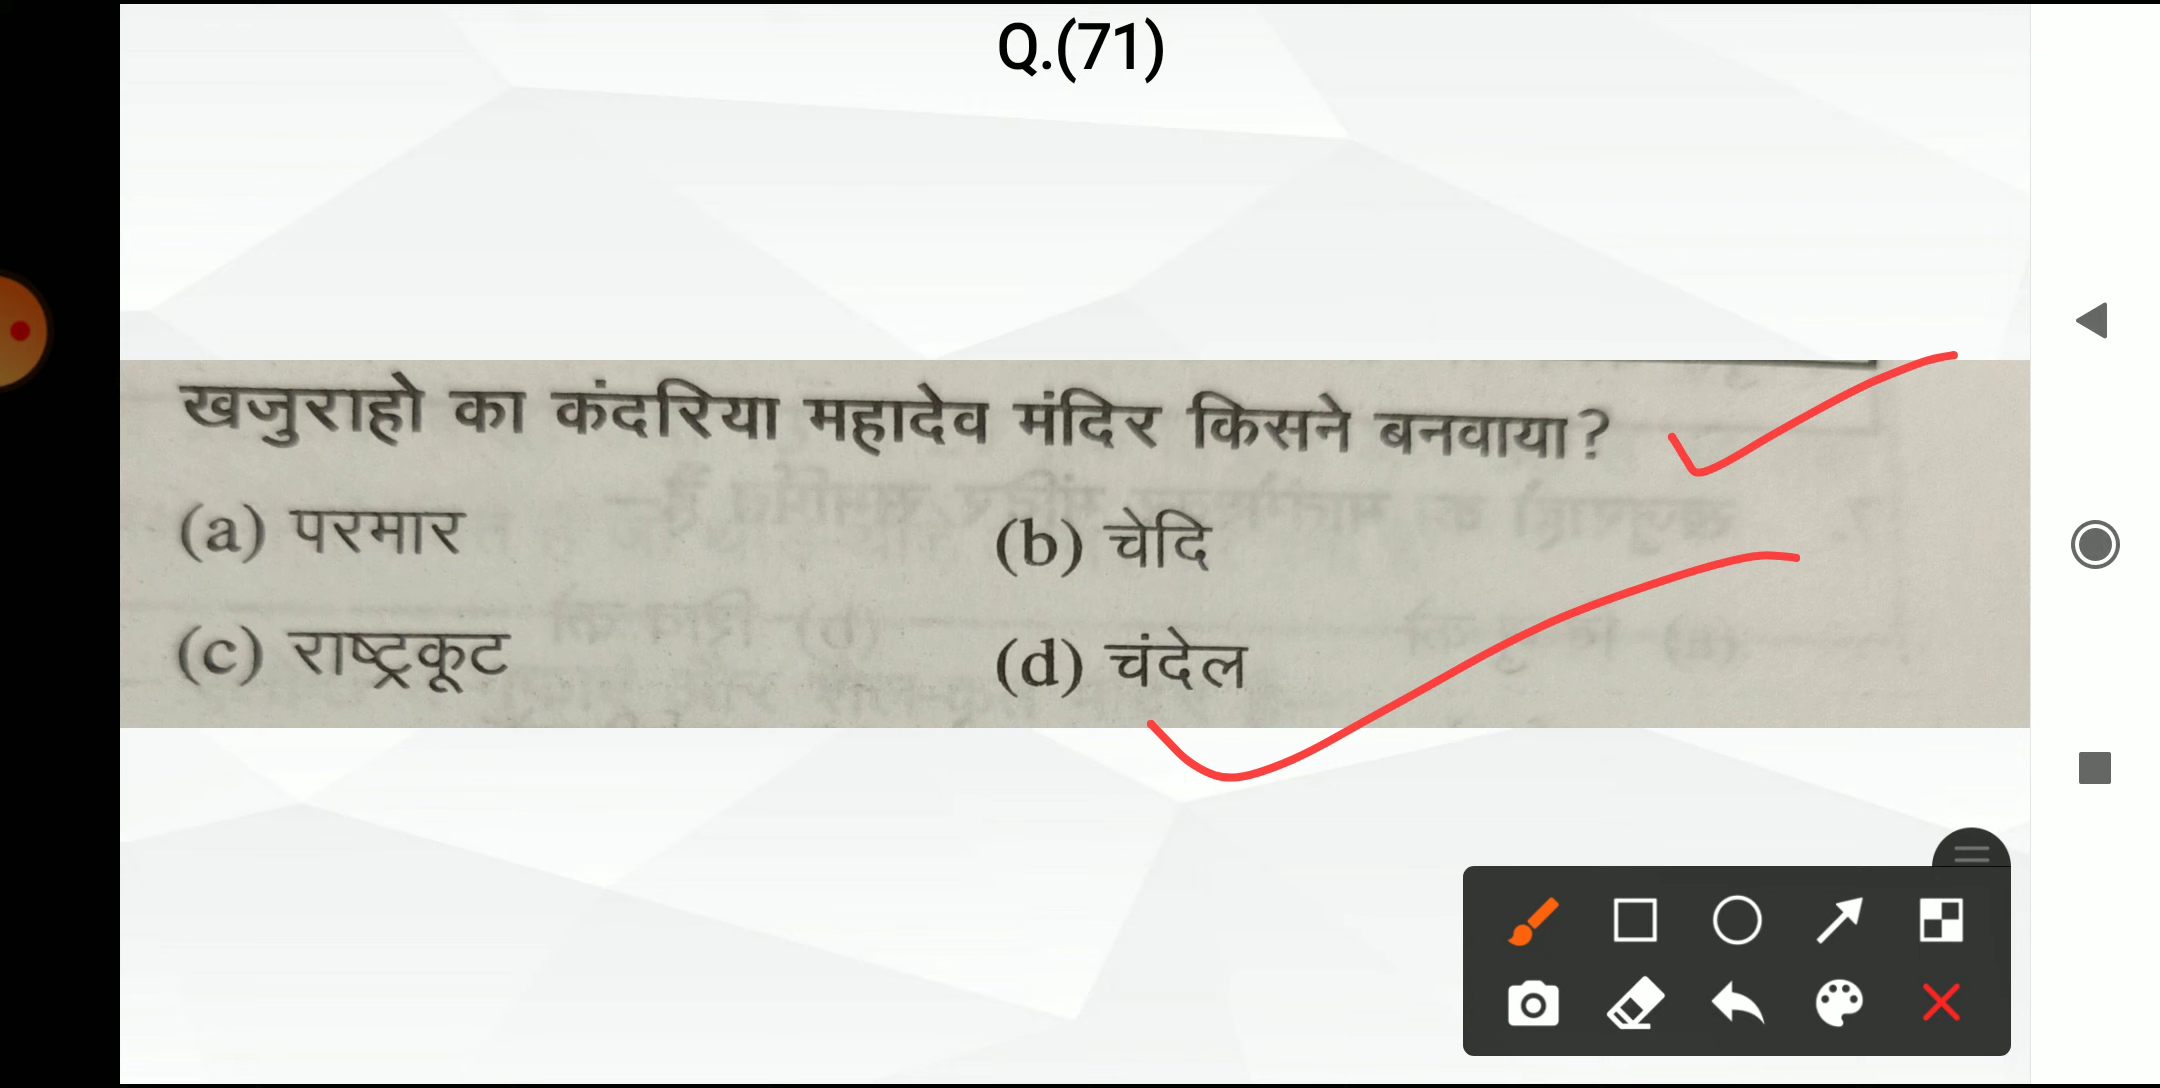 Q.(71)
खजुराहो का कंदरिया महादेव मंदिर किसने बनवाया?
(a) परमार (b) चेदि
(c) राष्ट्रकूट (d) चंदेल